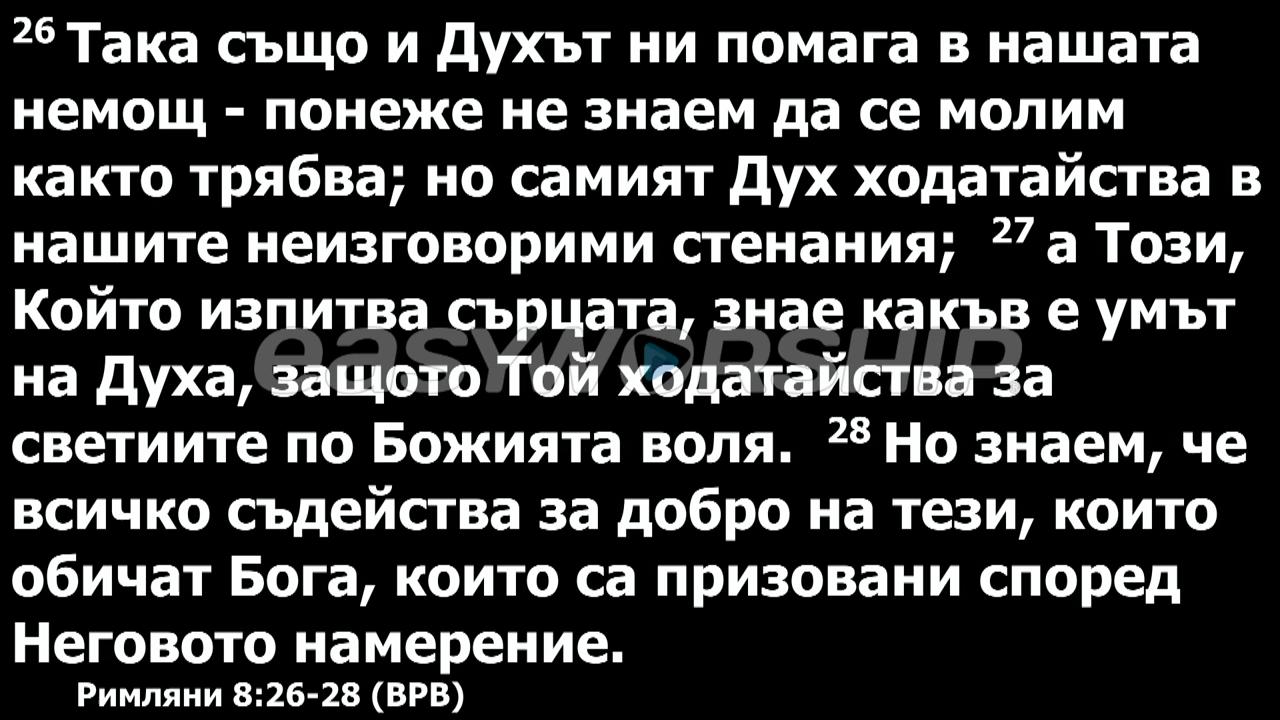 26 Така също и Духът ни помага в нашата
немощ - понеже не знаем да се молим
както трябва; но самият Дух ходатайства в
нашите неизговорими стенания; 27 а Този,
Който изпитва сърцата, знае какъв е умът
на Духа, защото Той ходатайства за
светиите по Божията воля. 28 Но знаем, че
всичко съдейства за добро на тези, които
обичат Бога, които са призовани според
Неговото намерение.
Римляни 8:26-28 (ВРВ)
easyworship